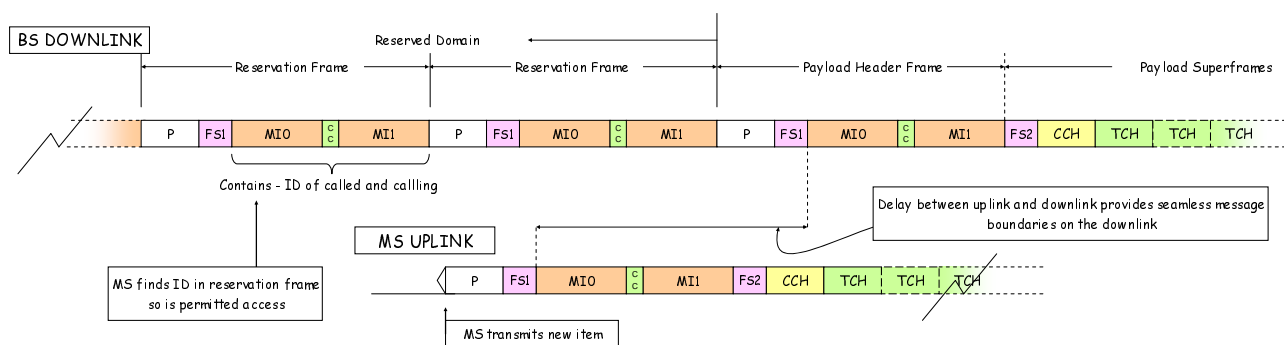 BS DOWNLINK
Reserved Domain
Reservation Frame
Reservation Frame
Payload Header Frame
Payload Superframes
P FS1 MI0 CC MI1 P FS1 MI0 CC MI1 P FS1 MI0 CC MI1 FS2 CCH TCH TCH TCH
Contains - ID of called and callling
Delay between uplink and downlink provides seamless message
boundaries on the downlink
MS UPLINK
MS finds ID in reservation frame
so is permitted access
P FS1 MI0 CC MI1 FS2 CCH TCH TCH TCH
MS transmits new item